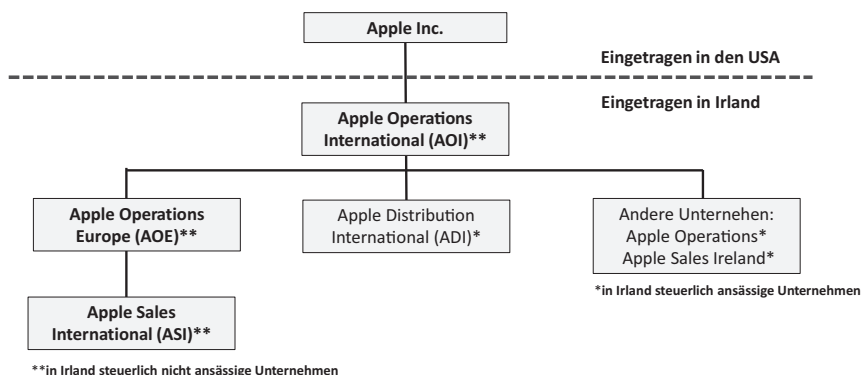 Apple Inc.
Eingetragen in den USA
Eingetragen in Irland
Apple Operations
International (AOI)**
Apple Operations
Europe (AOE)**
Apple Distribution
International (ADI)*
Andere Unternehen:
Apple Operations*
Apple Sales Ireland*
*in Irland steuerlich ansässige Unternehmen
Apple Sales
International (ASI)**
**in Irland steuerlich nicht ansässige Unternehmen